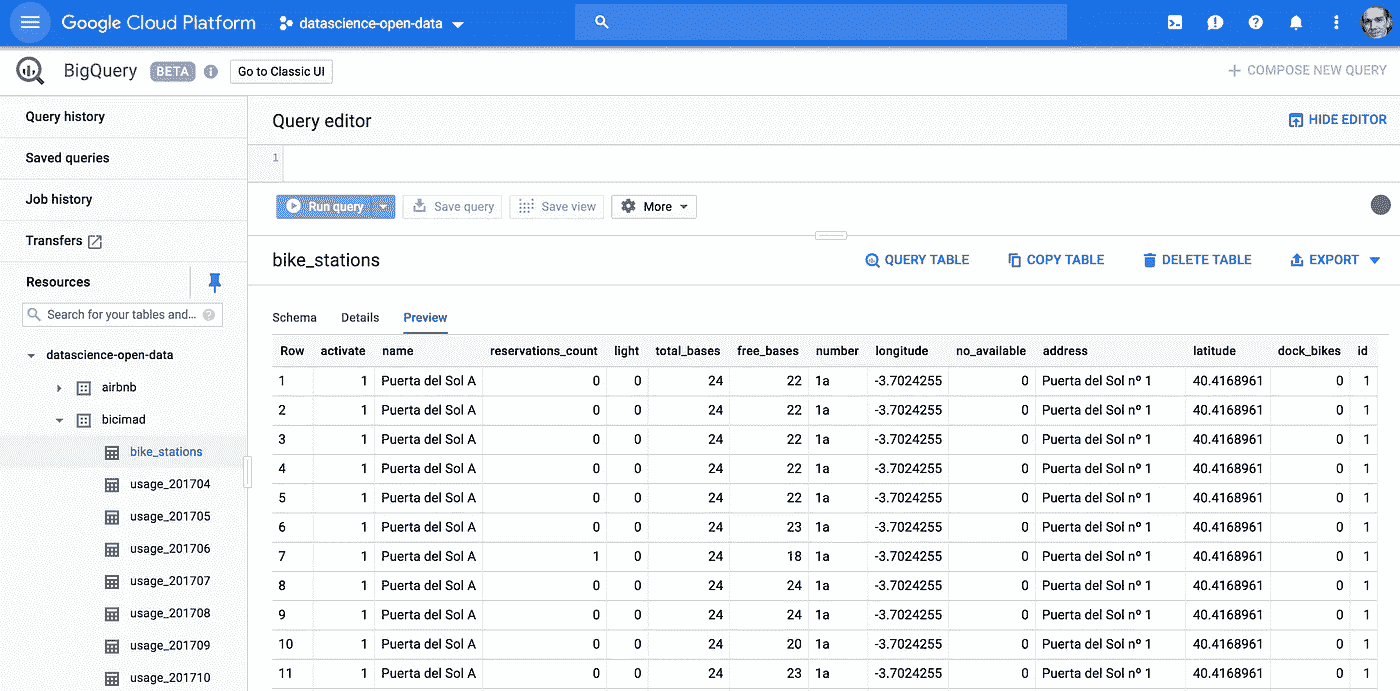 Google Cloud Platform datascience-open-data
BigQuery BETA Go to Classic UI COMPOSE NEW QUERY
Query history
Saved queries
Job history
Transfers
Resources
Search for your tables and...
datascience-open-data
airbnb
bicimad
bike_stations
usage_201704
usage_201705
usage_201706
usage_201707
usage_201708
usage_201709
usage_201710
Query editor HIDE EDITOR
1
Run query Save query Save view More
bike_stations QUERY TABLE COPY TABLE DELETE TABLE EXPORT
Schema Details Preview
Row activate name reservations_count light total_bases free_bases number longitude no_available address latitude dock_bikes id
1 1 Puerta del Sol A 0 0 24 22 1a -3.7024255 0 Puerta del Sol nº 1 40.4168961 0 1
2 1 Puerta del Sol A 0 0 24 22 1a -3.7024255 0 Puerta del Sol nº 1 40.4168961 0 1
3 1 Puerta del Sol A 0 0 24 22 1a -3.7024255 0 Puerta del Sol nº 1 40.4168961 0 1
4 1 Puerta del Sol A 0 0 24 22 1a -3.7024255 0 Puerta del Sol nº 1 40.4168961 0 1
5 1 Puerta del Sol A 0 0 24 22 1a -3.7024255 0 Puerta del Sol nº 1 40.4168961 0 1
6 1 Puerta del Sol A 0 0 24 23 1a -3.7024255 0 Puerta del Sol nº 1 40.4168961 0 1
7 1 Puerta del Sol A 1 0 24 18 1a -3.7024255 0 Puerta del Sol nº 1 40.4168961 0 1
8 1 Puerta del Sol A 0 0 24 24 1a -3.7024255 0 Puerta del Sol nº 1 40.4168961 0 1
9 1 Puerta del Sol A 0 0 24 24 1a -3.7024255 0 Puerta del Sol nº 1 40.4168961 0 1
10 1 Puerta del Sol A 0 0 24 20 1a -3.7024255 0 Puerta del Sol nº 1 40.4168961 0 1
11 1 Puerta del Sol A 0 0 24 23 1a -3.7024255 0 Puerta del Sol nº 1 40.4168961 0 1